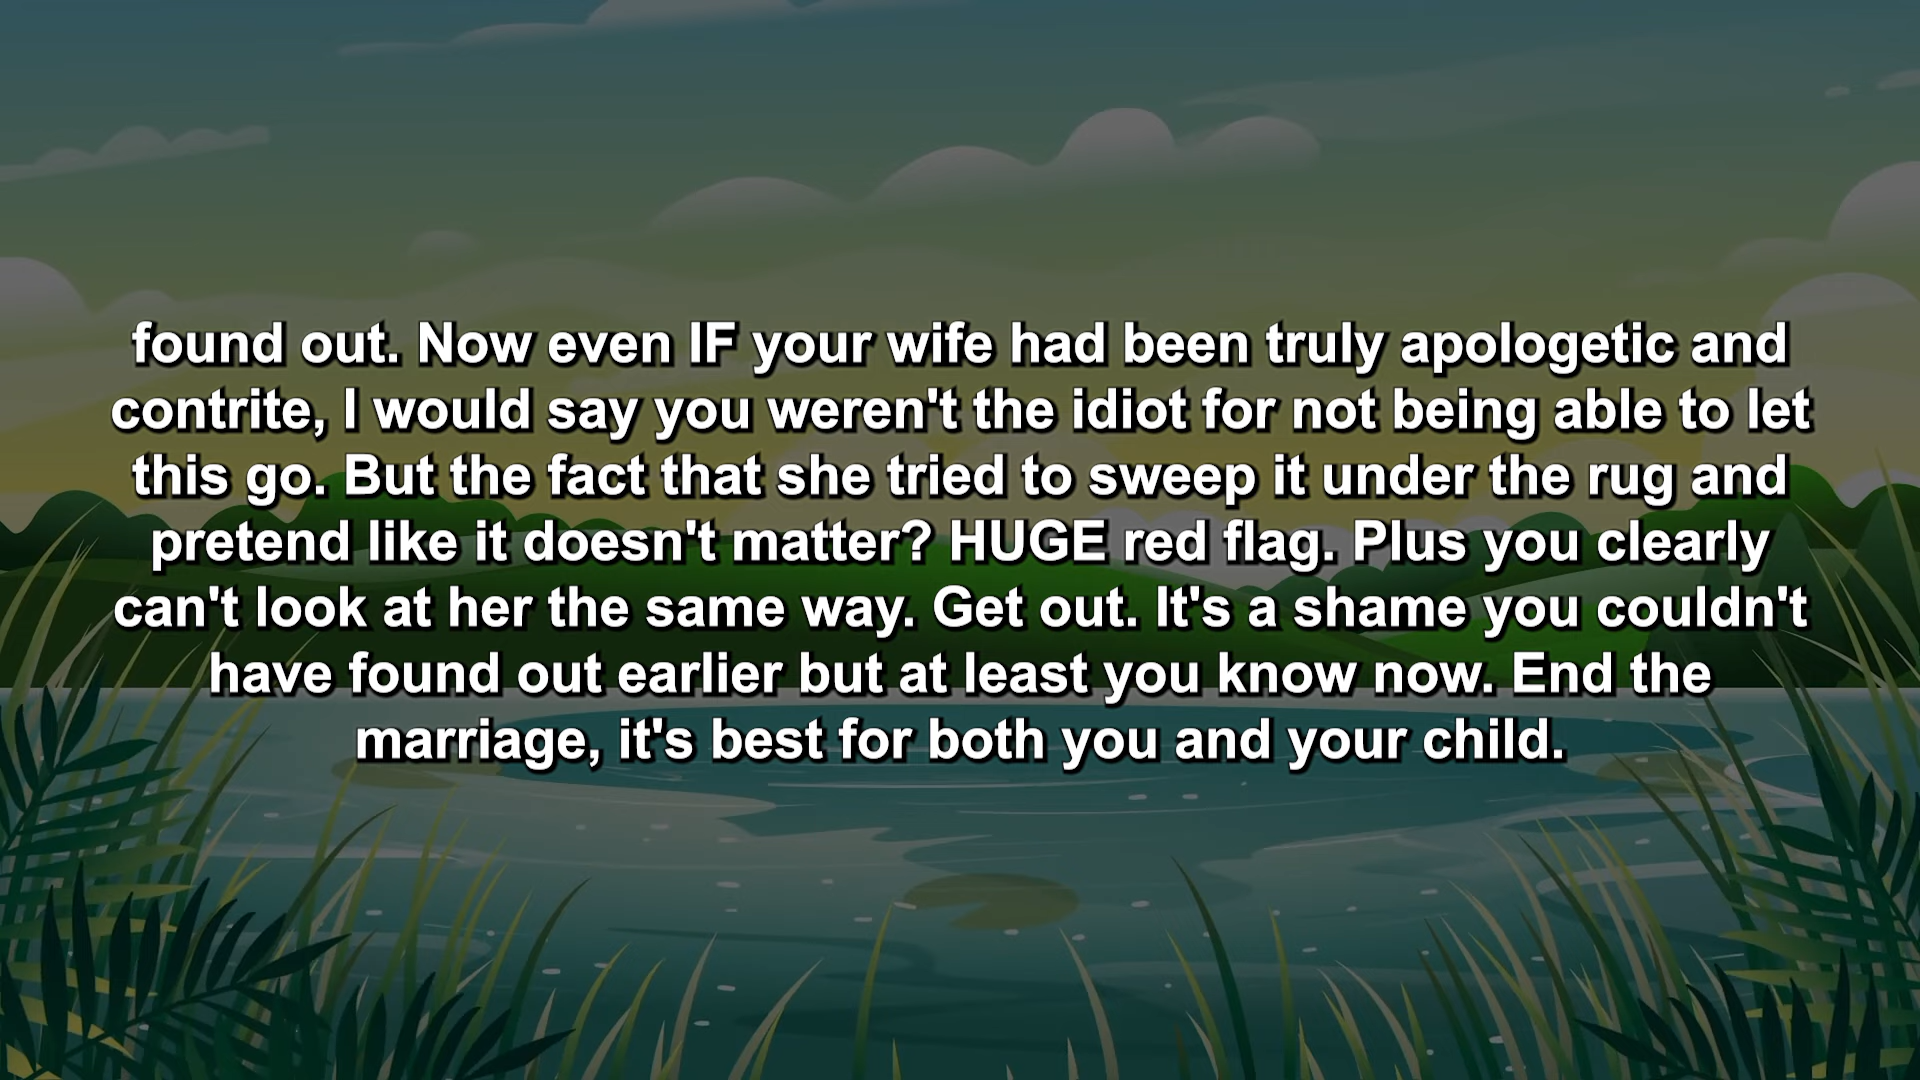 found out. Now even IF your wife had been truly apologetic and
contrite, I would say you weren't the idiot for not being able to let
this go. But the fact that she tried to sweep it under the rug and
pretend like it doesn't matter? HUGE red flag. Plus you clearly
can't look at her the same way. Get out. It's a shame you couldn't
have found out earlier but at least you know now. End the
marriage, it's best for both you and your child.